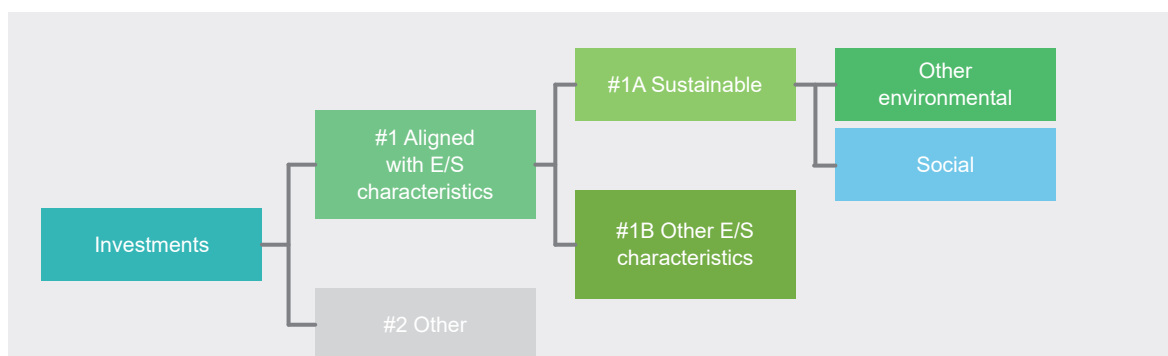 Investments
#1 Aligned
with E/S
characteristics
#2 Other
#1A Sustainable
#1B Other E/S
characteristics
Other
environmental
Social